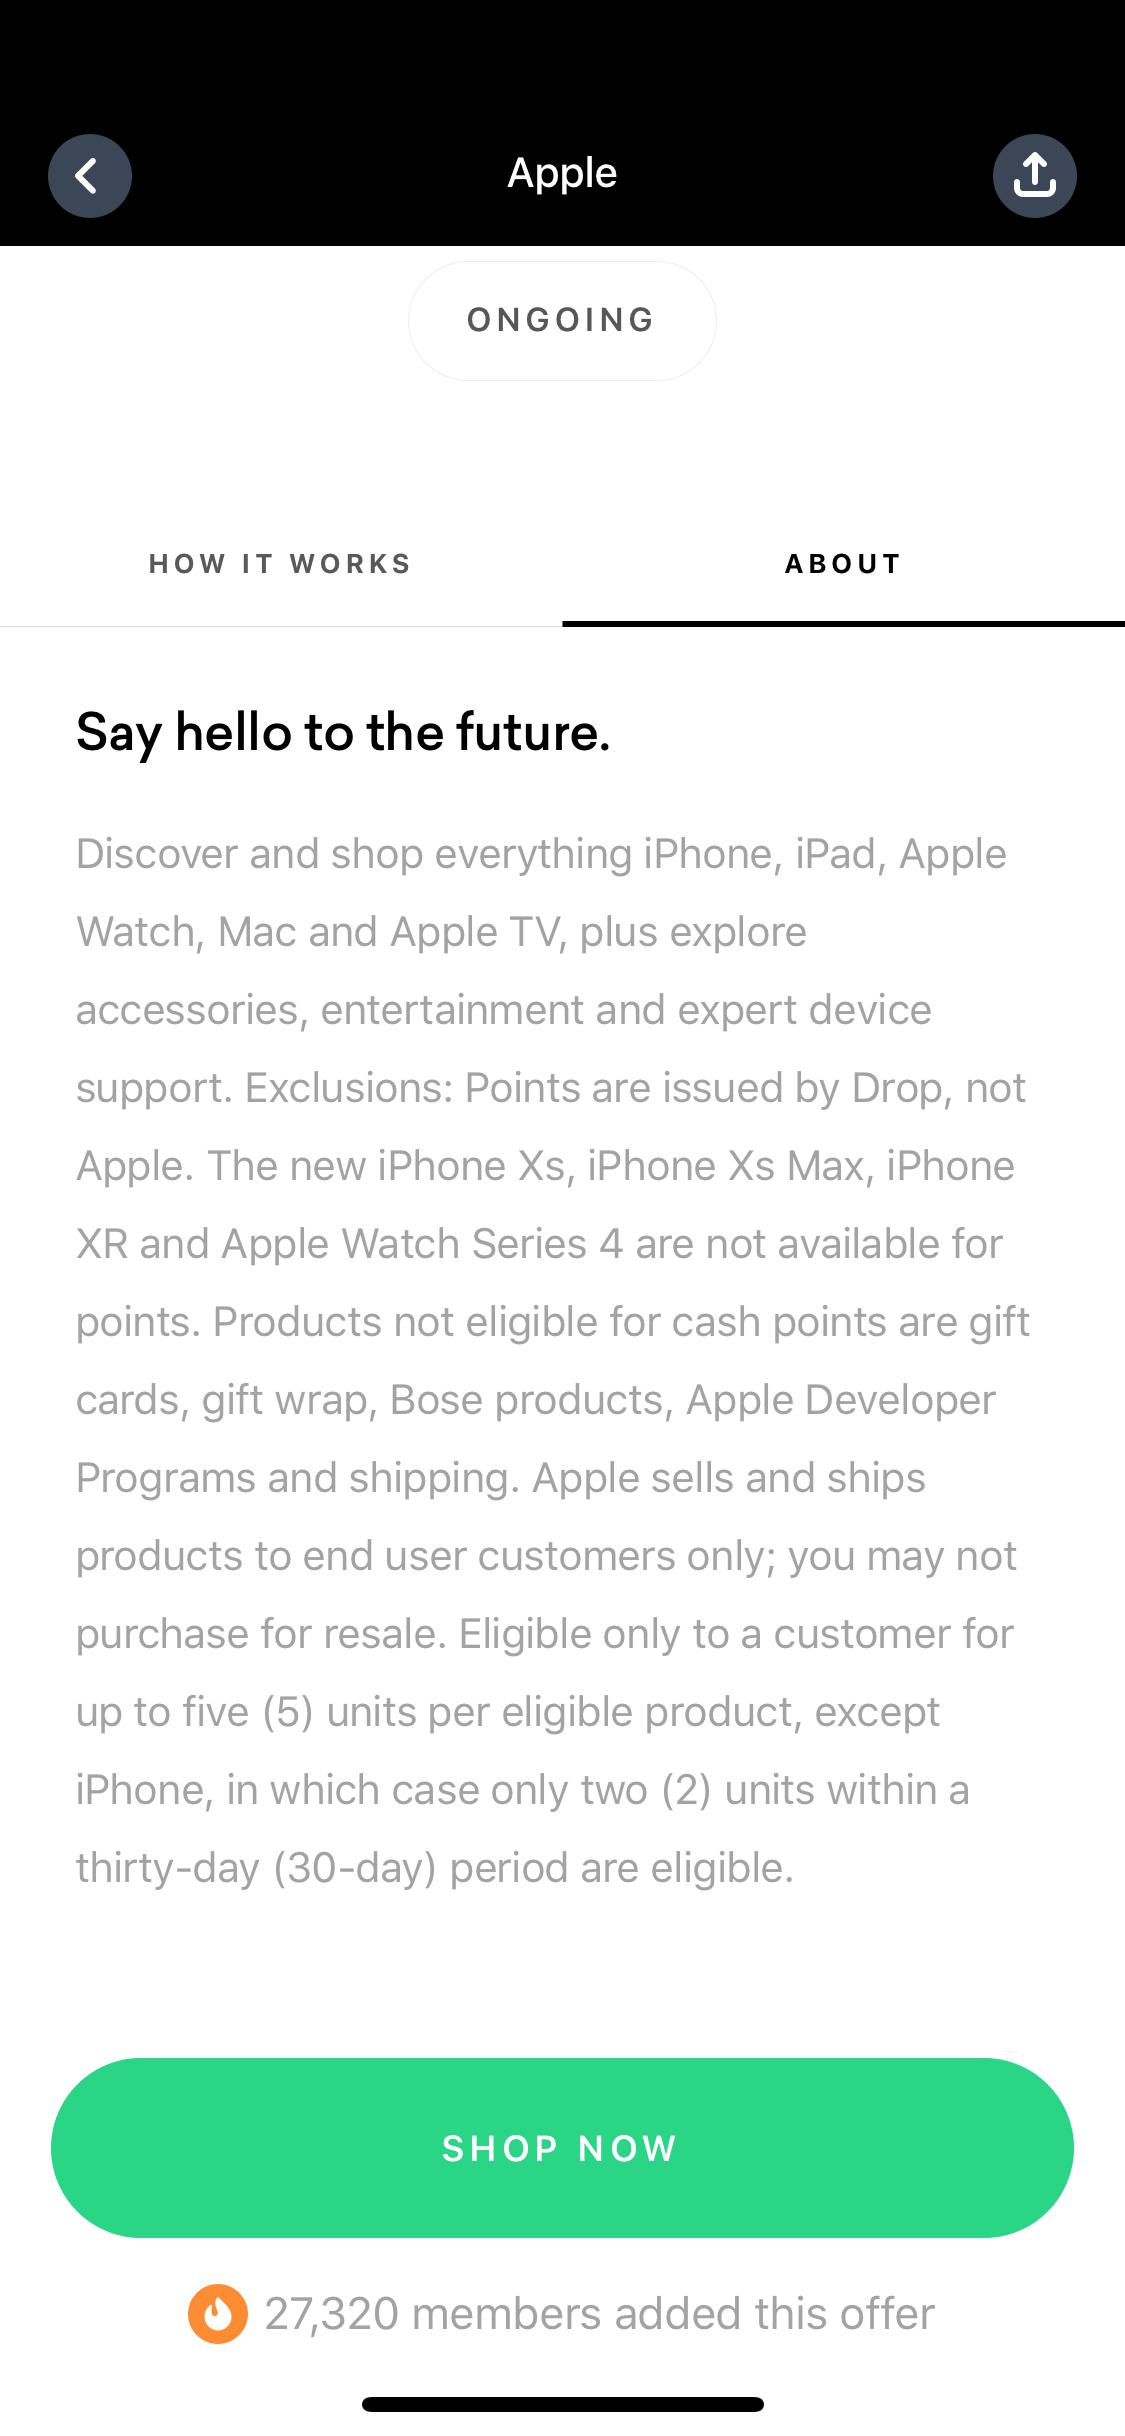 Apple
ONGOING
HOW IT WORKS
ABOUT
Say hello to the future.
Discover and shop everything iPhone, iPad, Apple
Watch, Mac and Apple TV, plus explore
accessories, entertainment and expert device
support. Exclusions: Points are issued by Drop, not
Apple. The new iPhone Xs, iPhone Xs Max, iPhone
XR and Apple Watch Series 4 are not available for
points. Products not eligible for cash points are gift
cards, gift wrap, Bose products, Apple Developer
Programs and shipping. Apple sells and ships
products to end user customers only; you may not
purchase for resale. Eligible only to a customer for
up to five (5) units per eligible product, except
iPhone, in which case only two (2) units within a
thirty-day (30-day) period are eligible.
SHOP NOW
27,320 members added this offer